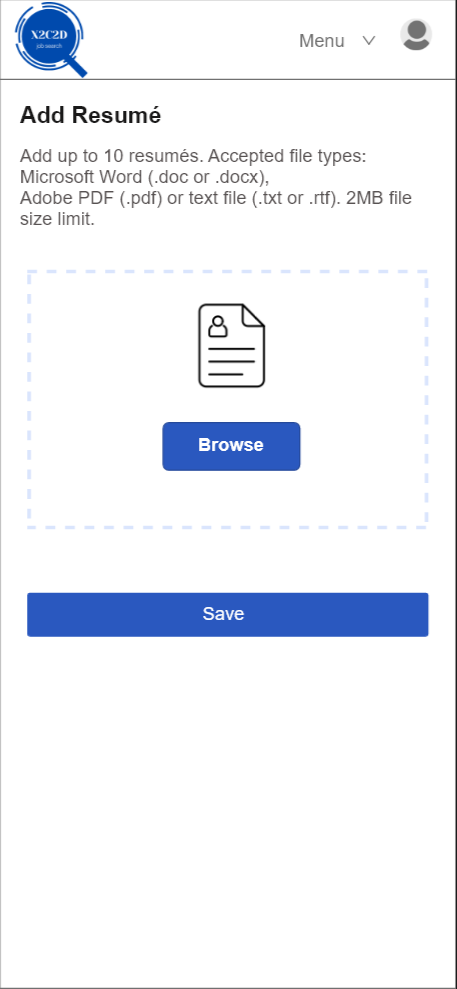 X2C2D
job search
Menu
Add Resumé
Add up to 10 resumés. Accepted file types:
Microsoft Word (.doc or .docx),
Adobe PDF (.pdf) or text file (.txt or .rtf). 2MB file
size limit.
Browse
Save